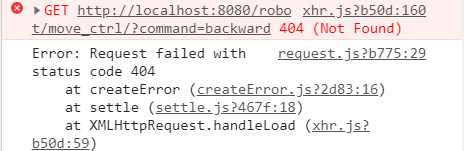 GET http://localhost:8080/robo xhr.js?b50d:160
t/move_ctrl/?command=backward 404 (Not Found)
Error: Request failed with request.js?b775:29
status code 404
at createError (createError.js?2d83:16)
at settle (settle.js?467f:18)
at XMLHttpRequest.handleLoad (xhr.js?
b50d:59)